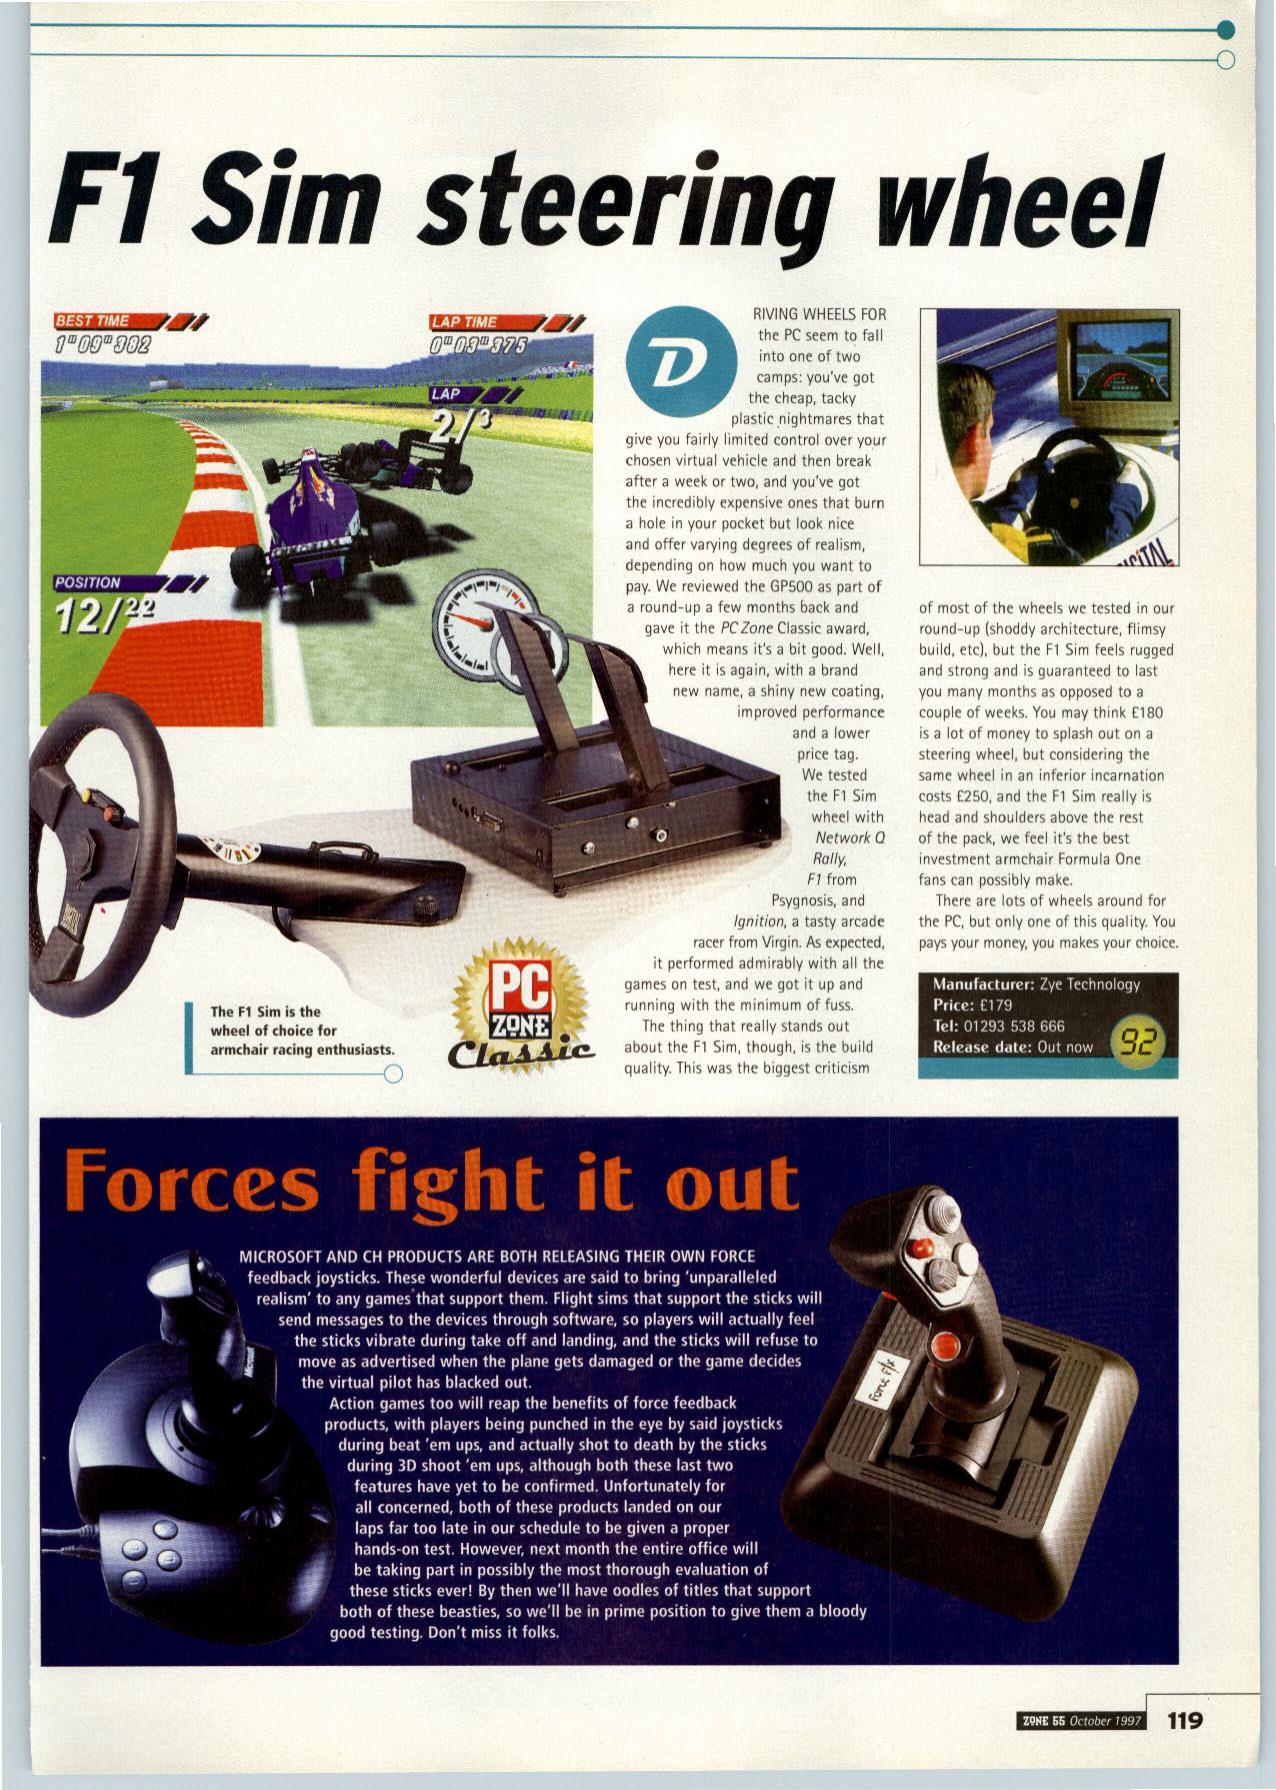 F1 Sim steering wheel
BEST TIME
1"09"902
LAP TIME
0"03"975
LAP
2/3
POSITION
12/22
DRIVING WHEELS FOR
the PC seem to fall
into one of two
camps: you've got
the cheap, tacky
plastic nightmares that
give you fairly limited control over your
chosen virtual vehicle and then break
after a week or two, and you've got
the incredibly expensive ones that burn
a hole in your pocket but look nice
and offer varying degrees of realism,
depending on how much you want to
pay. We reviewed the GP500 as part of
a round-up a few months back and
gave it the PC Zone Classic award,
which means it's a bit good. Well,
here it is again, with a brand
new name, a shiny new coating,
improved performance
and a lower
price tag.
We tested
the F1 Sim
wheel with
Network Q
Rally,
F1 from
Psygnosis, and
Ignition, a tasty arcade
racer from Virgin. As expected,
it performed admirably with all the
games on test, and we got it up and
running with the minimum of fuss.
The thing that really stands out
about the F1 Sim, though, is the build
quality. This was the biggest criticism
DIGITAL
of most of the wheels we tested in our
round-up (shoddy architecture, flimsy
build, etc), but the F1 Sim feels rugged
and strong and is guaranteed to last
you many months as opposed to a
couple of weeks. You may think £180
is a lot of money to splash out on a
steering wheel, but considering the
same wheel in an inferior incarnation
costs £250, and the F1 Sim really is
head and shoulders above the rest
of the pack, we feel it's the best
investment armchair Formula One
fans can possibly make.
There are lots of wheels around for
the PC, but only one of this quality. You
pays your money, you makes your choice.
The F1 Sim is the
wheel of choice for
armchair racing enthusiasts.
PC
ZONE
Classic
Manufacturer: Zye Technology
Price: £179
Tel: 01293 538 666
Release date: Out now
92
Forces fight it out
MICROSOFT AND CH PRODUCTS ARE BOTH RELEASING THEIR OWN FORCE
feedback joysticks. These wonderful devices are said to bring 'unparalleled
realism' to any games that support them. Flight sims that support the sticks will
send messages to the devices through software, so players will actually feel
the sticks vibrate during take off and landing, and the sticks will refuse to
move as advertised when the plane gets damaged or the game decides
the virtual pilot has blacked out.
Action games too will reap the benefits of force feedback
products, with players being punched in the eye by said joysticks
during beat 'em ups, and actually shot to death by the sticks
during 3D shoot 'em ups, although both these last two
features have yet to be confirmed. Unfortunately for
all concerned, both of these products landed on our
laps far too late in our schedule to be given a proper
hands-on test. However, next month the entire office will
be taking part in possibly the most thorough evaluation of
these sticks ever! By then we'll have oodles of titles that support
both of these beasties, so we'll be in prime position to give them a bloody
good testing. Don't miss it folks.
Microsoft
Force F/X
ZONE 55 October 1997
119